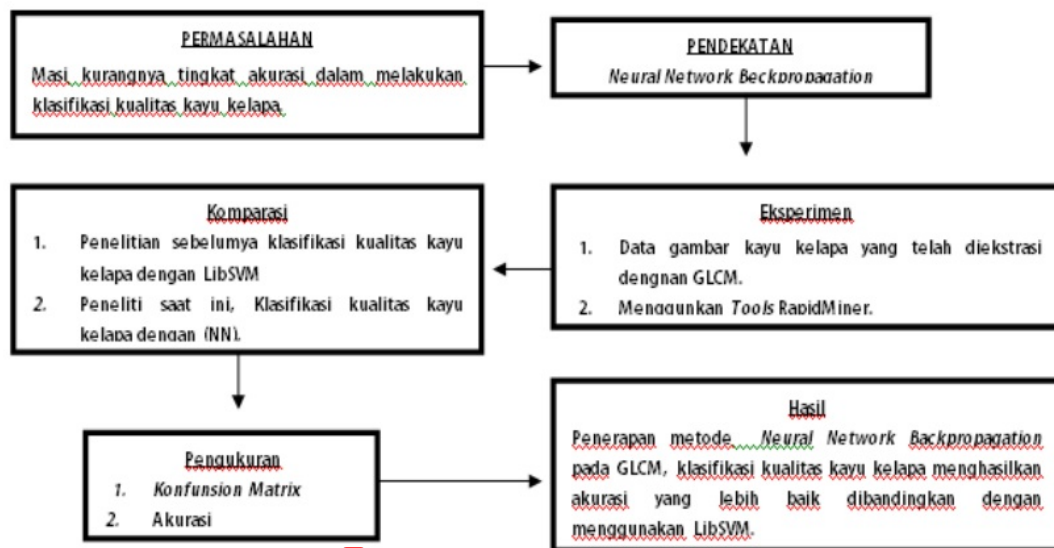 PERMASALAHAN
Masi kurangnya tingkat akurasi dalam melakukan
klasifikasi kualitas kayu kelapa.
PENDEKATAN
Neural Network Beckpropagation
Eksperimen
1. Data gambar kayu kelapa yang telah diekstrasi
dengnan GLCM.
2. Menggunkan Tools RapidMiner.
Komparasi
1. Penelitian sebelumya klasifikasi kualitas kayu
kelapa dengan LibSVM
2. Peneliti saat ini, Klasifikasi kualitas kayu
kelapa dengan (NN).
Pengukuran
1. Konfunsion Matrix
2. Akurasi
Hasil
Penerapan metode Neural Network Backpropagation
pada GLCM, klasifikasi kualitas kayu kelapa menghasilkan
akurasi yang lebih baik dibandingkan dengan
menggunakan LibSVM.